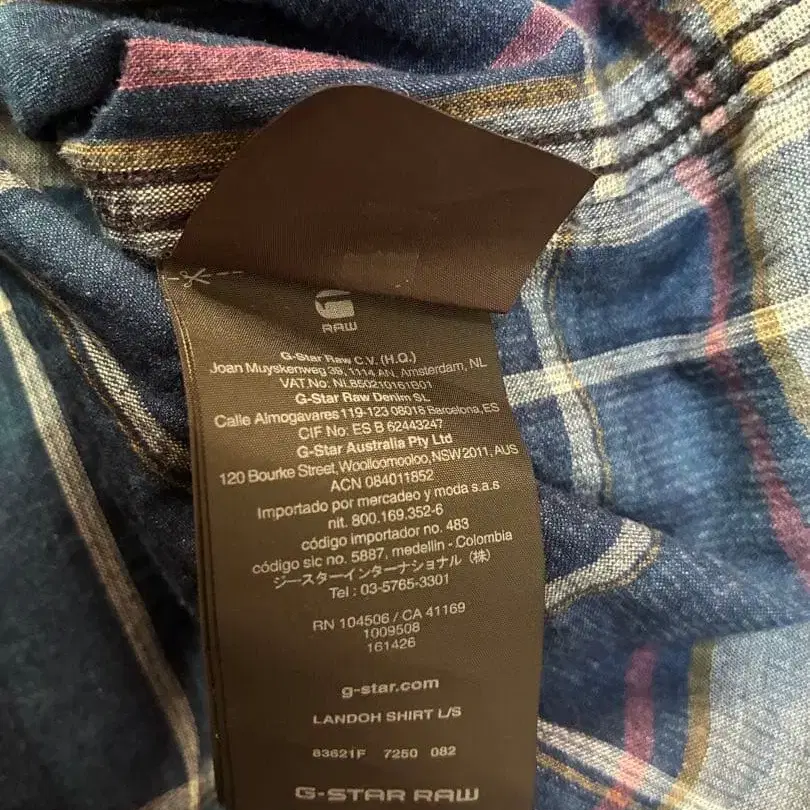 RAW
G-Star Raw C.V. (H.Q.)
Joan Muyskenweg 39, 1114 AN, Amsterdam, NL
VAT No: NL850210161B01
G-Star Raw Denim SL
Calle Almogavares 119-123 08018 Barcelona, ES
CIF No: ES B 62443247
G-Star Australia Pty Ltd
120 Bourke Street, Woolloomooloo, NSW 2011, AUS
ACN 084011852
Importado por mercadeo y moda s.a.s
nit. 800.169.352-6
código importador no. 483
código sic no. 5887, medellin - Colombia
ジースターインターナショナル (株)
Tel : 03-5765-3301
RN 104506 / CA 41169
1009508
161426
g-star.com
LANDOH SHIRT L/S
83621F 7250 082
G-STAR RAW